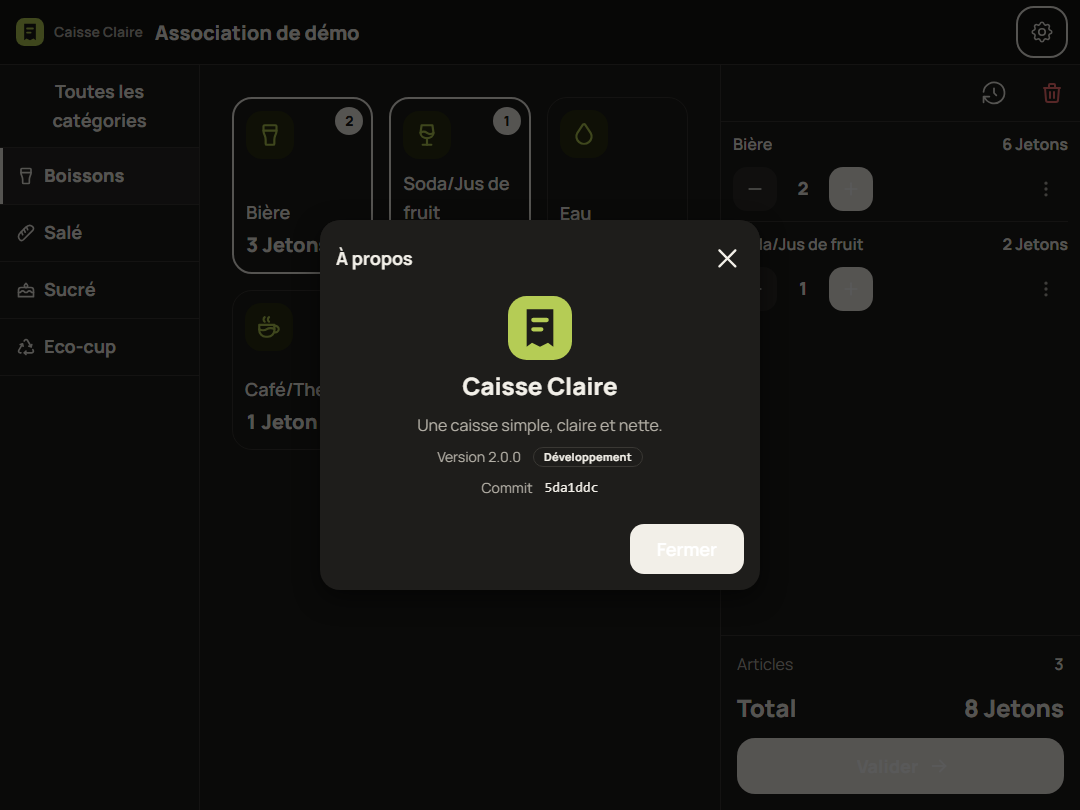 Caisse Claire Association de démo
Toutes les
catégories
Boissons
Salé
Sucré
Eco-cup
2
Bière
3 Jetons
1
Soda/Jus de
fruit
Eau
Café/The
1 Jeton
Bière 6 Jetons
2
da/Jus de fruit 2 Jetons
1
Articles 3
Total 8 Jetons
Valider →
À propos
Caisse Claire
Une caisse simple, claire et nette.
Version 2.0.0 Développement
Commit 5da1ddc
Fermer